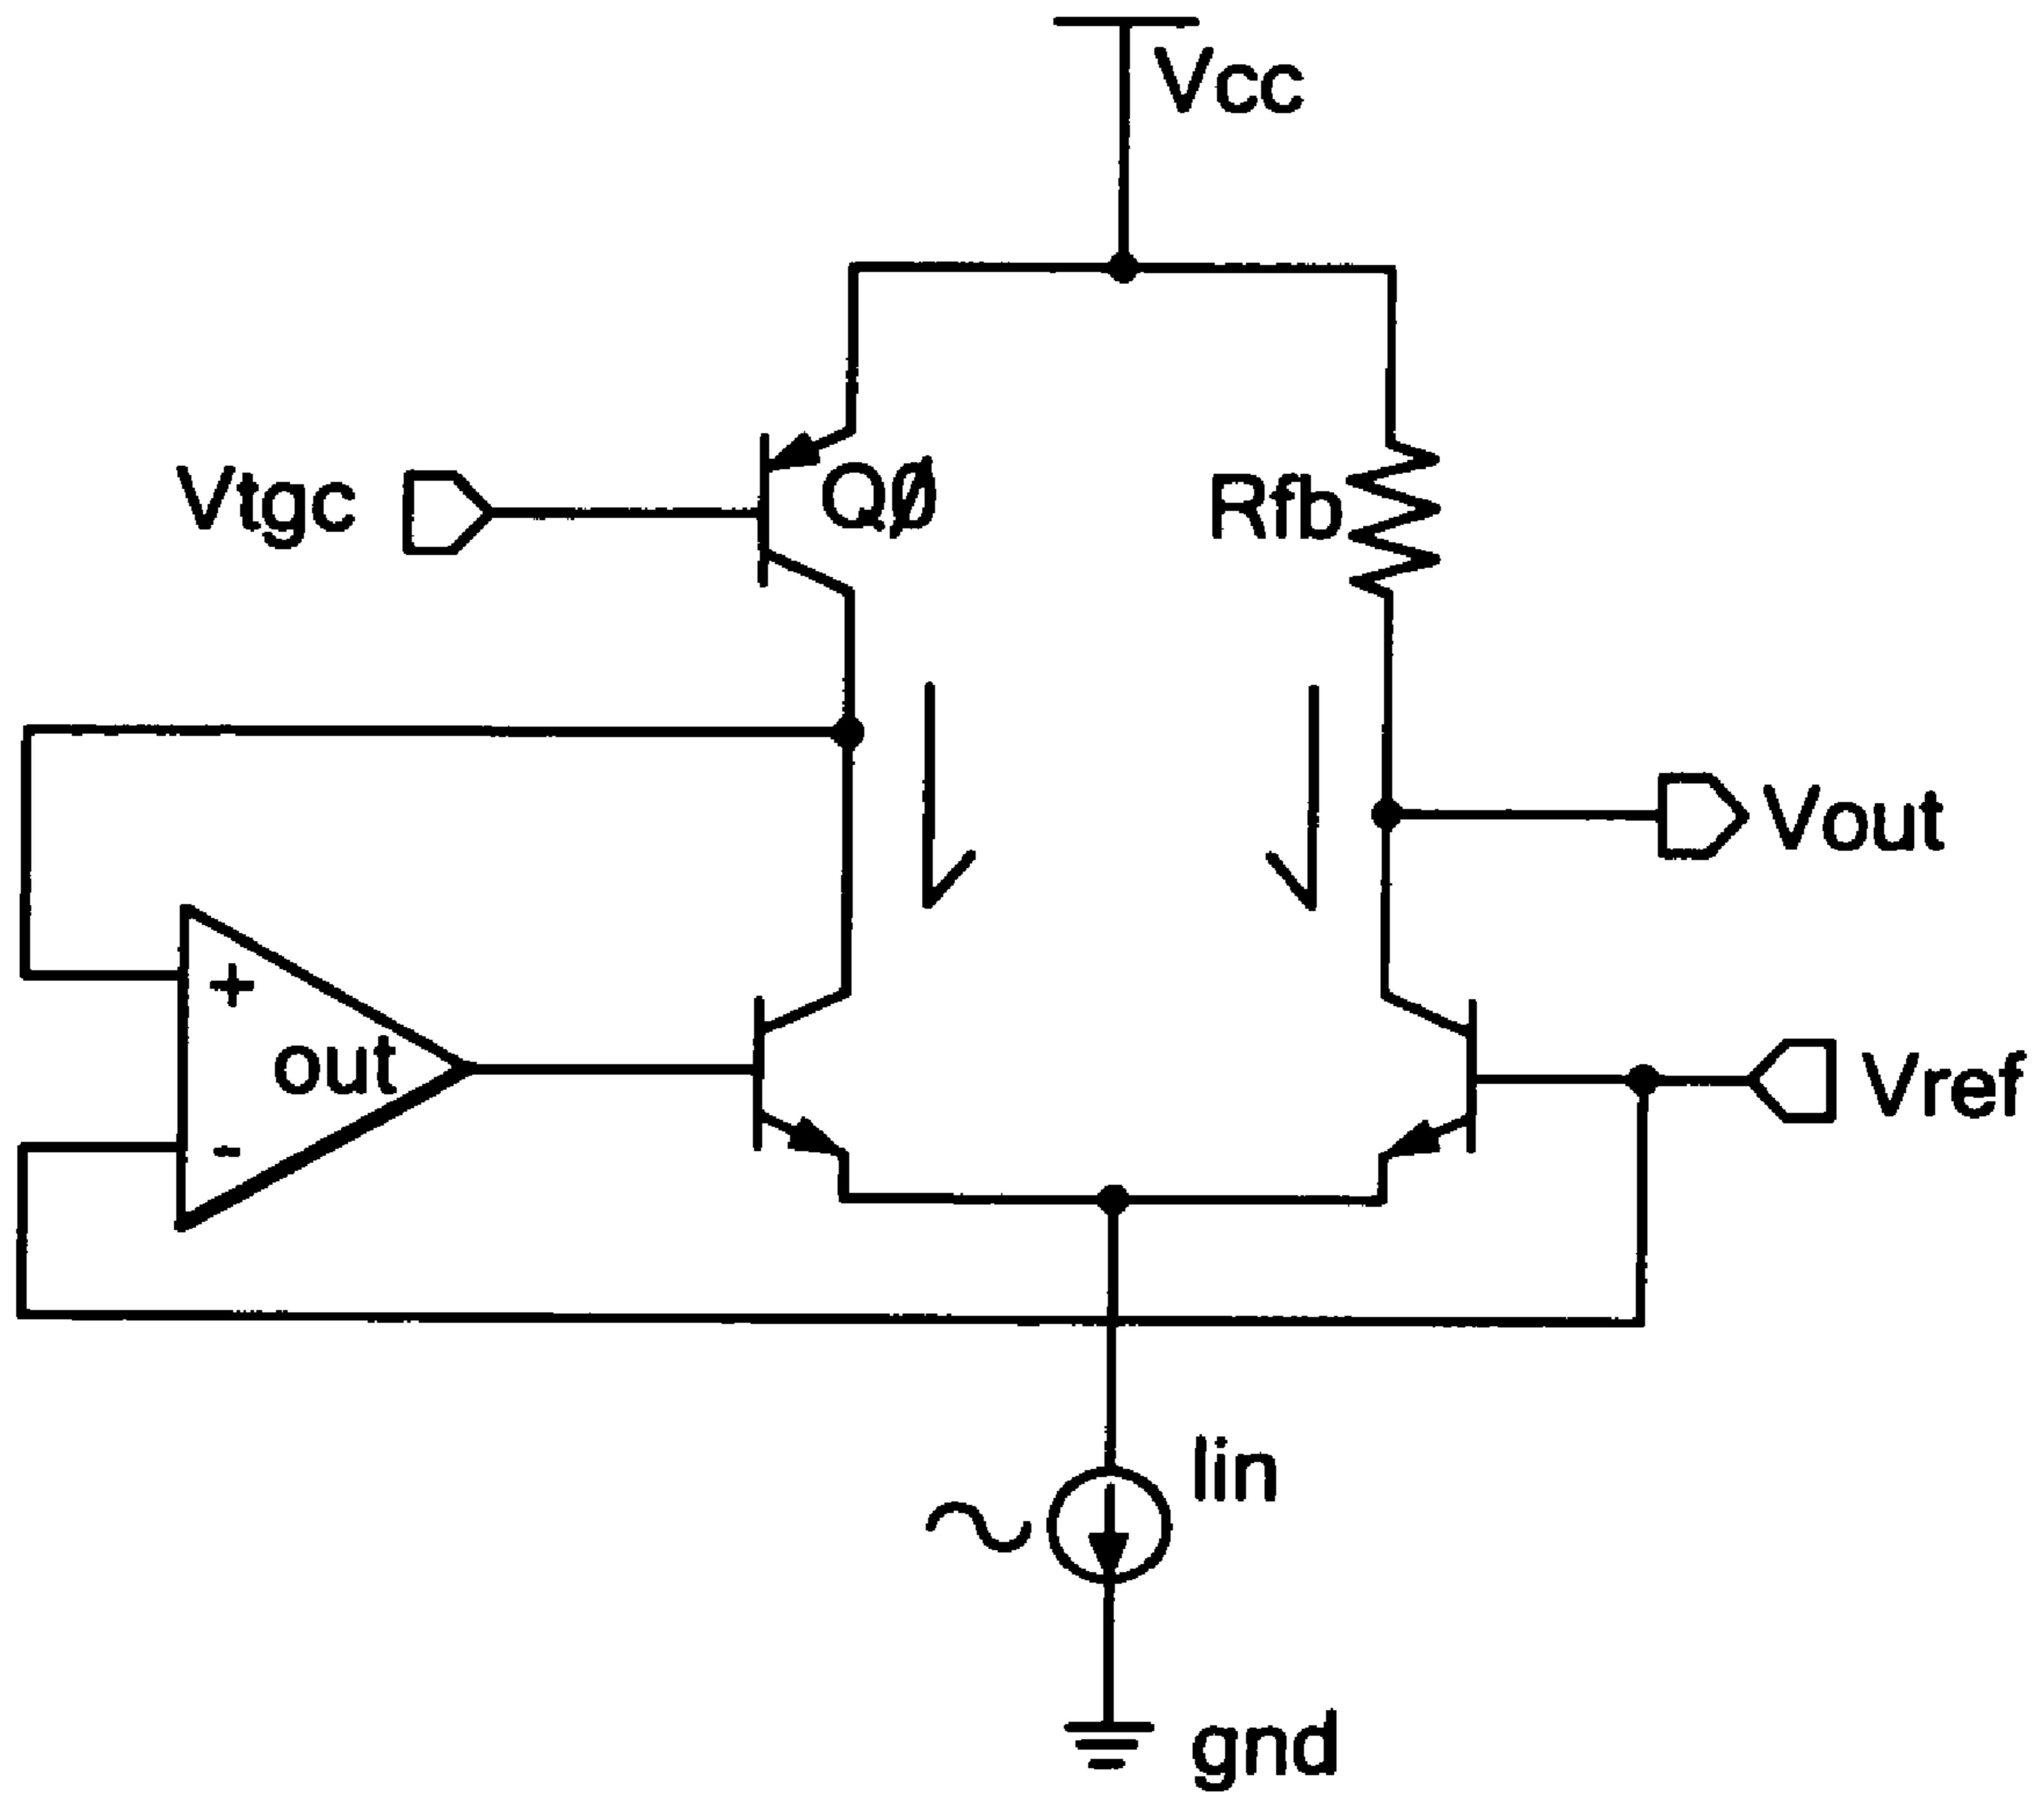 Vcc
Vtgc
QØ
Rfb
Vout
+
out
-
Vref
Iin
gnd